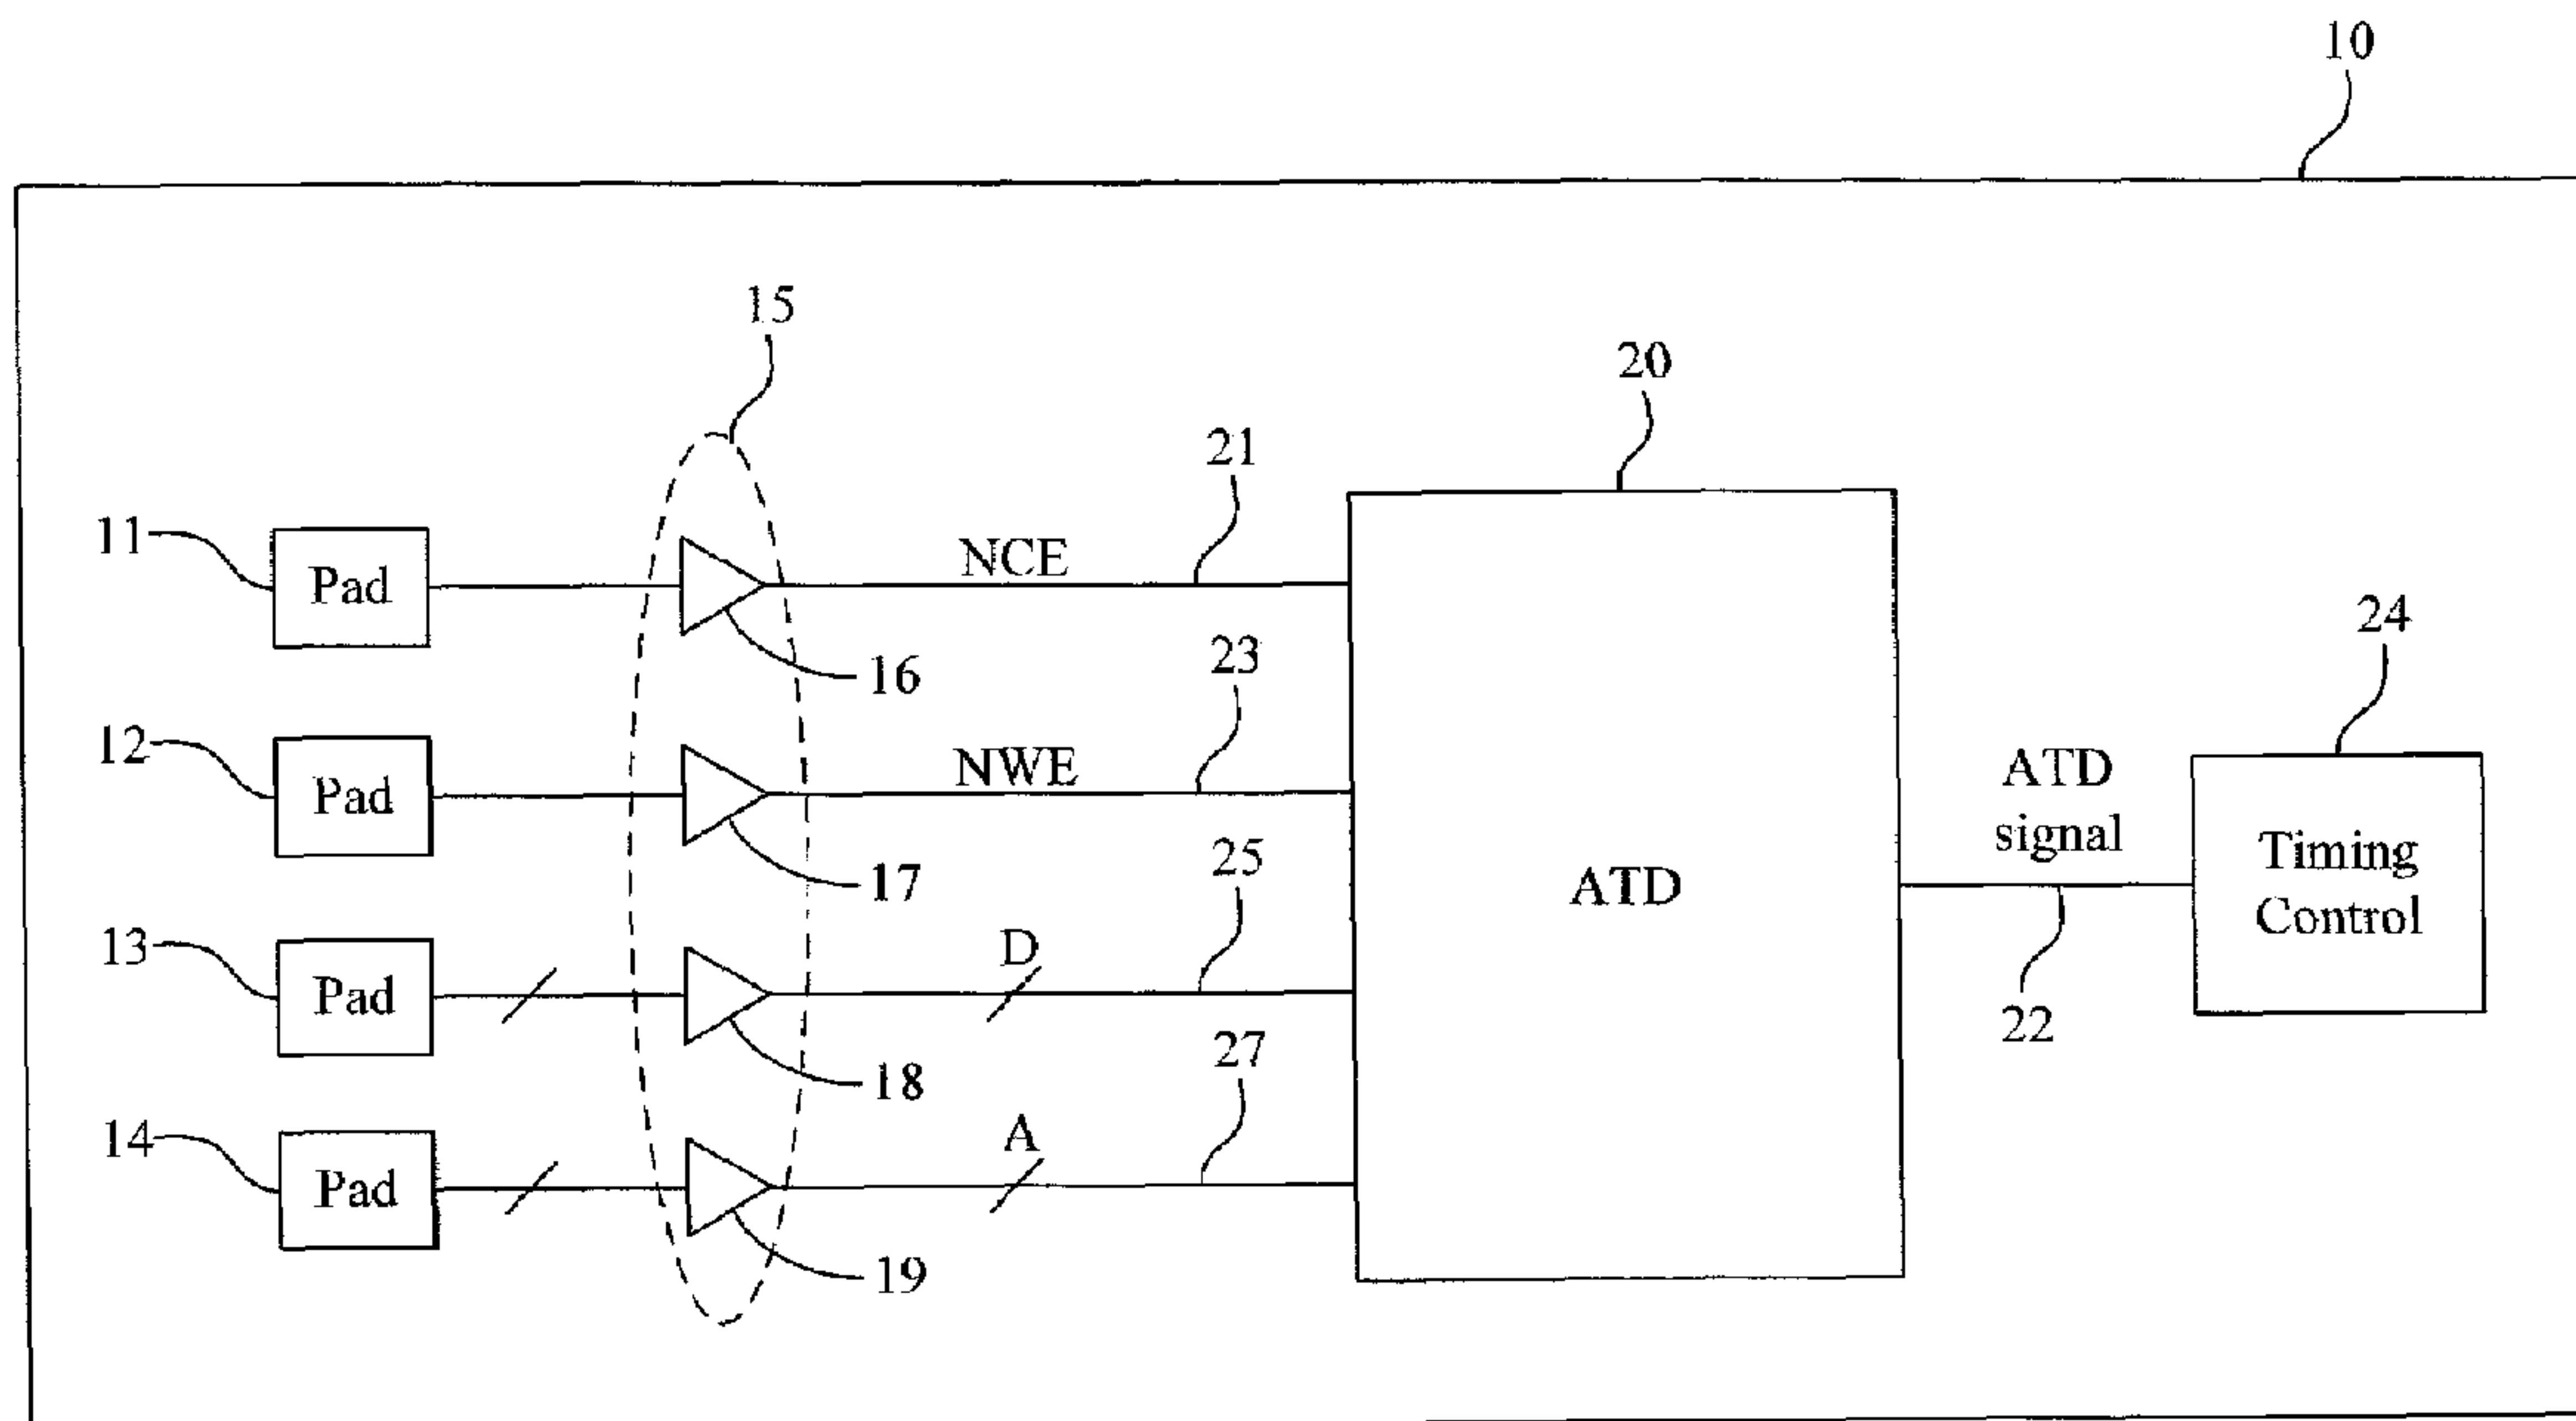 10
15
20
21
11
Pad
NCE
16
23
24
12
Pad
NWE
17
25
ATD
signal
Timing
Control
ATD
13
Pad
D
18
22
27
14
Pad
A
19